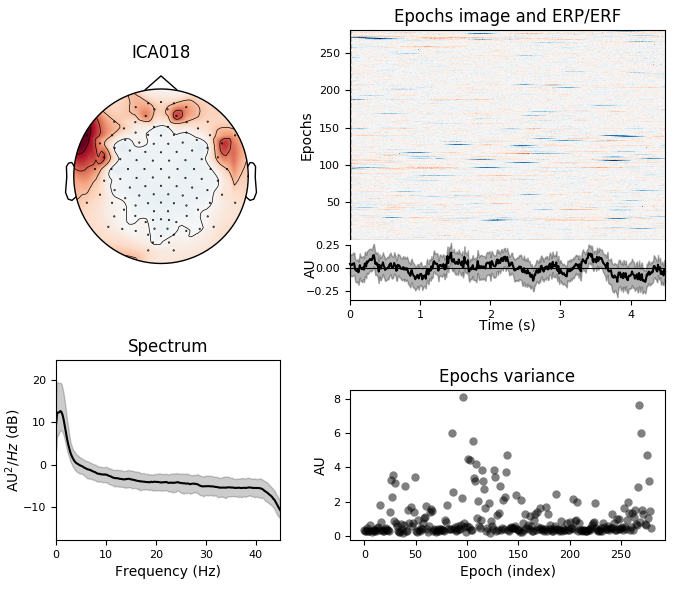 ICA018
Epochs image and ERP/ERF
Epochs
250
200
150
100
50
AU
0.25
0.00
−0.25
0 1 2 3 4
Time (s)
Spectrum
AU²/Hz (dB)
20
10
0
−10
0 10 20 30 40
Frequency (Hz)
Epochs variance
AU
8
6
4
2
0
0 50 100 150 200 250
Epoch (index)